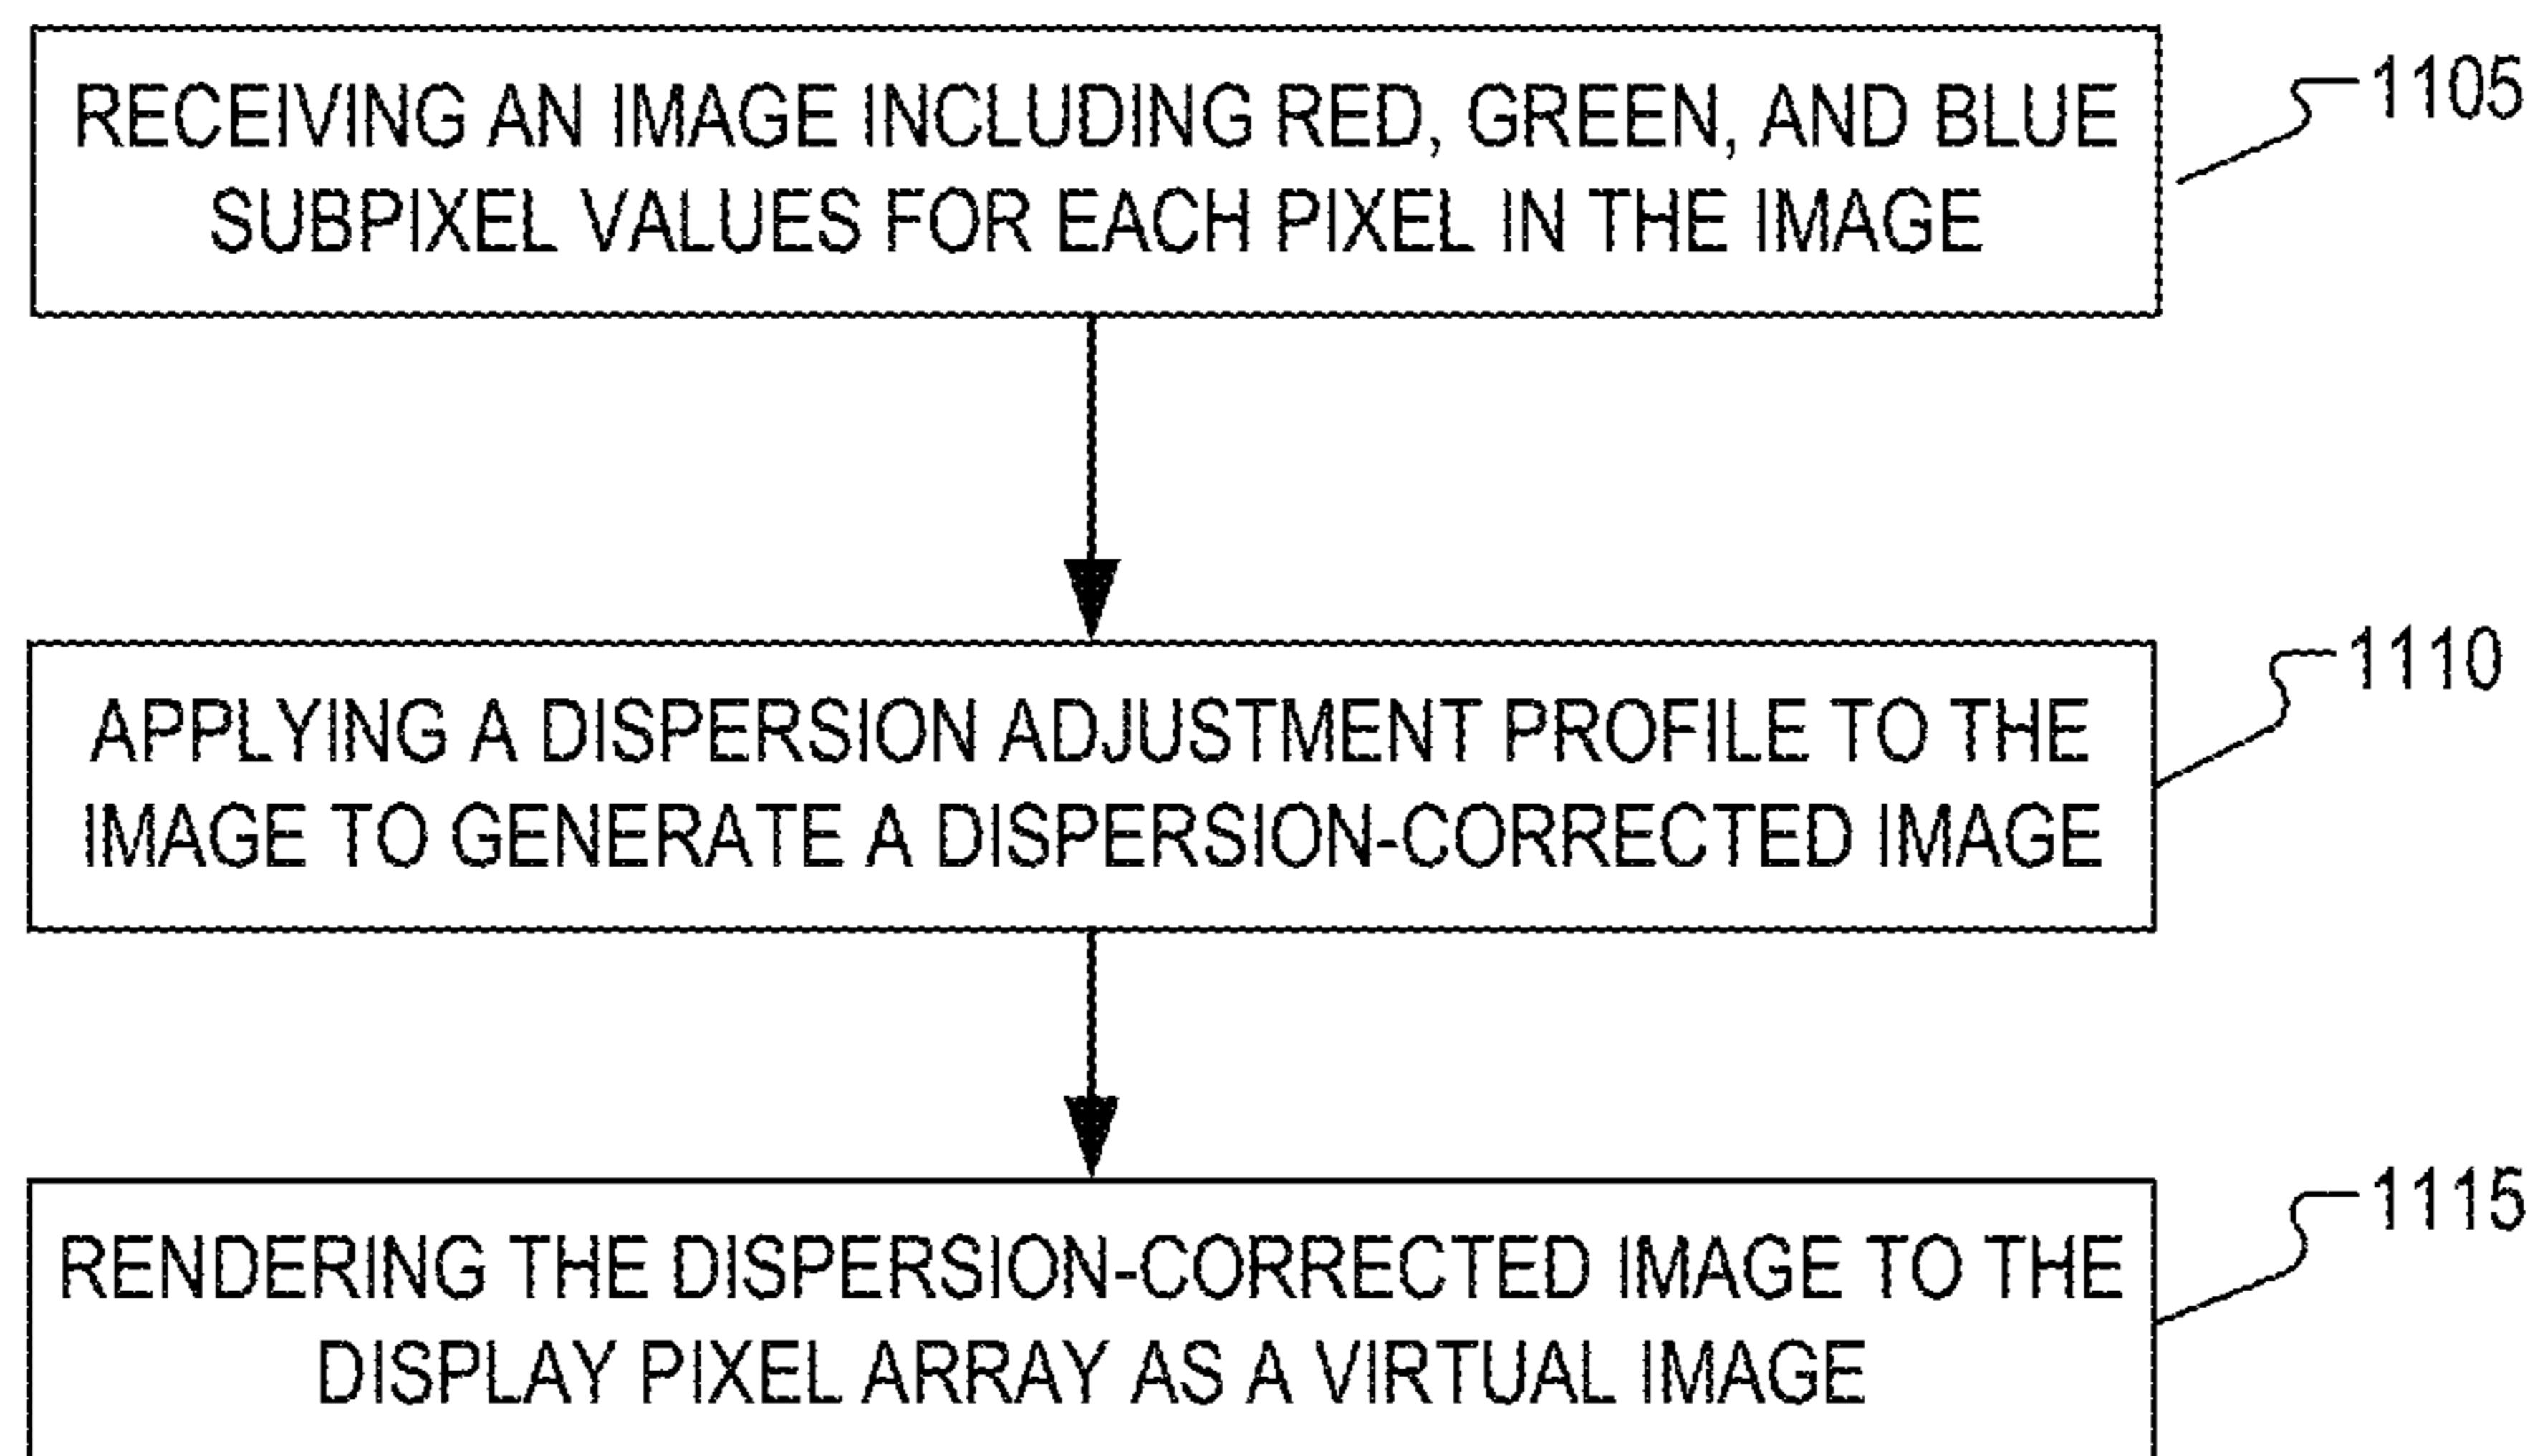 RECEIVING AN IMAGE INCLUDING RED, GREEN, AND BLUE
SUBPIXEL VALUES FOR EACH PIXEL IN THE IMAGE
1105
APPLYING A DISPERSION ADJUSTMENT PROFILE TO THE
IMAGE TO GENERATE A DISPERSION-CORRECTED IMAGE
1110
RENDERING THE DISPERSION-CORRECTED IMAGE TO THE
DISPLAY PIXEL ARRAY AS A VIRTUAL IMAGE
1115